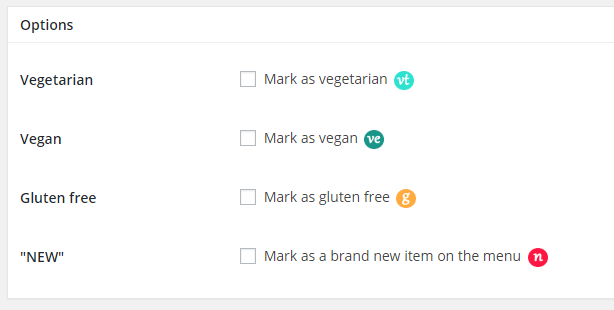 Options
Vegetarian Mark as vegetarian vt
Vegan Mark as vegan ve
Gluten free Mark as gluten free g
"NEW" Mark as a brand new item on the menu n